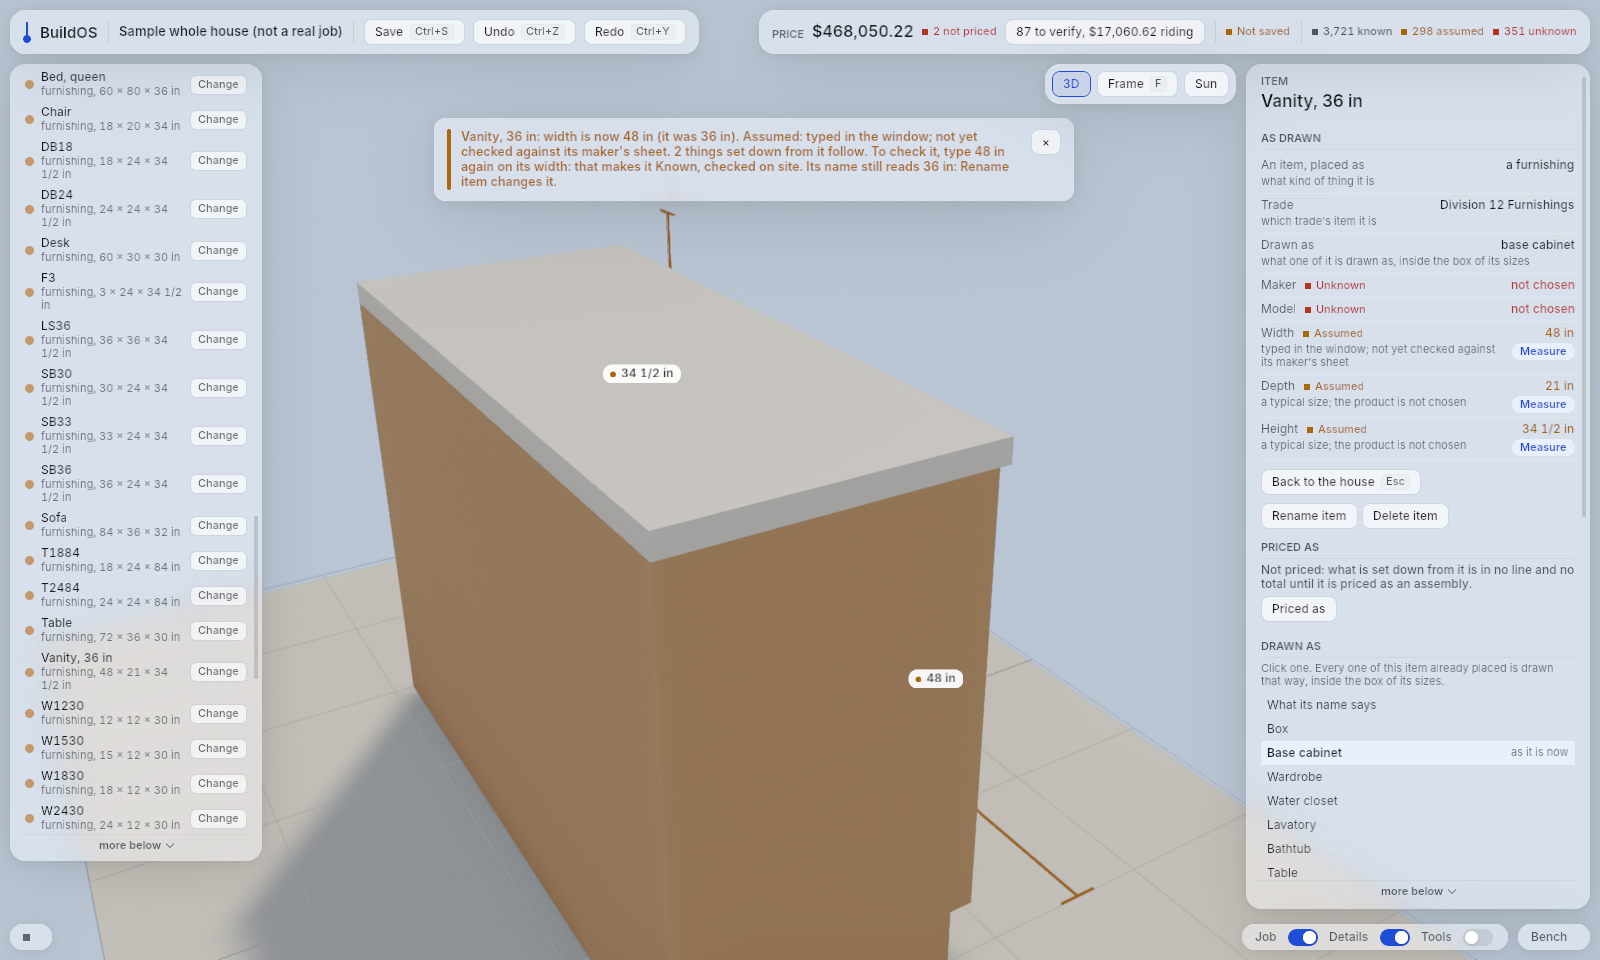 BuildOS
Sample whole house (not a real job)
Save Ctrl+S
Undo Ctrl+Z
Redo Ctrl+Y
PRICE $468,050.22
2 not priced
87 to verify, $17,060.62 riding
Not saved
3,721 known
298 assumed
351 unknown
Bed, queen
furnishing, 60 × 80 × 36 in
Change
Chair
furnishing, 18 × 20 × 34 in
Change
DB18
furnishing, 18 × 24 × 34
1/2 in
Change
DB24
furnishing, 24 × 24 × 34
1/2 in
Change
Desk
furnishing, 60 × 30 × 30 in
Change
F3
furnishing, 3 × 24 × 34 1/2
in
Change
LS36
furnishing, 36 × 36 × 34
1/2 in
Change
SB30
furnishing, 30 × 24 × 34
1/2 in
Change
SB33
furnishing, 33 × 24 × 34
1/2 in
Change
SB36
furnishing, 36 × 24 × 34
1/2 in
Change
Sofa
furnishing, 84 × 36 × 32 in
Change
T1884
furnishing, 18 × 24 × 84 in
Change
T2484
furnishing, 24 × 24 × 84 in
Change
Table
furnishing, 72 × 36 × 30 in
Change
Vanity, 36 in
furnishing, 48 × 21 × 34
1/2 in
Change
W1230
furnishing, 12 × 12 × 30 in
Change
W1530
furnishing, 15 × 12 × 30 in
Change
W1830
furnishing, 18 × 12 × 30 in
Change
W2430
furnishing, 24 × 12 × 30 in
Change
more below
3D
Frame F
Sun
Vanity, 36 in: width is now 48 in (it was 36 in). Assumed: typed in the window; not yet
checked against its maker's sheet. 2 things set down from it follow. To check it, type 48 in
again on its width: that makes it Known, checked on site. Its name still reads 36 in: Rename
item changes it.
×
34 1/2 in
48 in
ITEM
Vanity, 36 in
AS DRAWN
An item, placed as a furnishing
what kind of thing it is
Trade Division 12 Furnishings
which trade's item it is
Drawn as base cabinet
what one of it is drawn as, inside the box of its sizes
Maker Unknown not chosen
Model Unknown not chosen
Width Assumed 48 in
typed in the window; not yet checked against
its maker's sheet
Measure
Depth Assumed 21 in
a typical size; the product is not chosen
Measure
Height Assumed 34 1/2 in
a typical size; the product is not chosen
Measure
Back to the house Esc
Rename item
Delete item
PRICED AS
Not priced: what is set down from it is in no line and no
total until it is priced as an assembly.
Priced as
DRAWN AS
Click one. Every one of this item already placed is drawn
that way, inside the box of its sizes.
What its name says
Box
Base cabinet as it is now
Wardrobe
Water closet
Lavatory
Bathtub
Table
more below
Job
Details
Tools
Bench